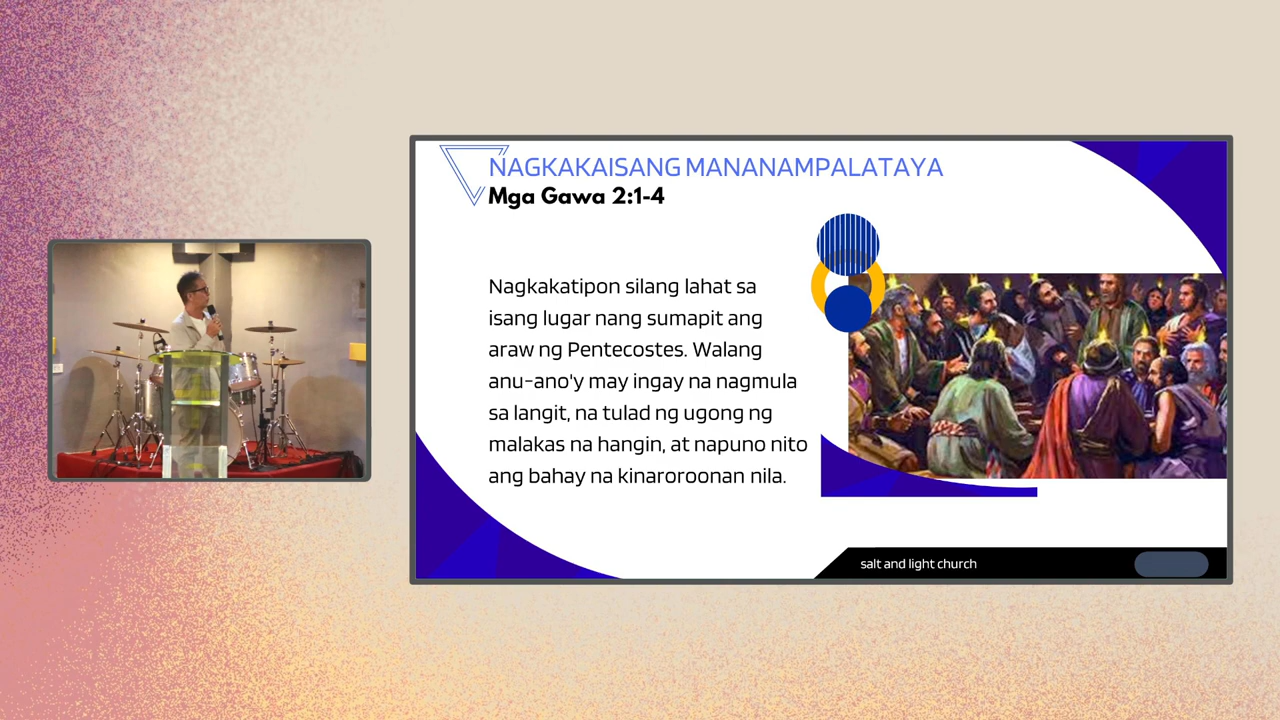 NAGKAKAISANG MANANAMPALATAYA
Mga Gawa 2:1-4
Nagkakatipon silang lahat sa
isang lugar nang sumapit ang
araw ng Pentecostes. Walang
anu-ano'y may ingay na nagmula
sa langit, na tulad ng ugong ng
malakas na hangin, at napuno nito
ang bahay na kinaroroonan nila.
salt and light church